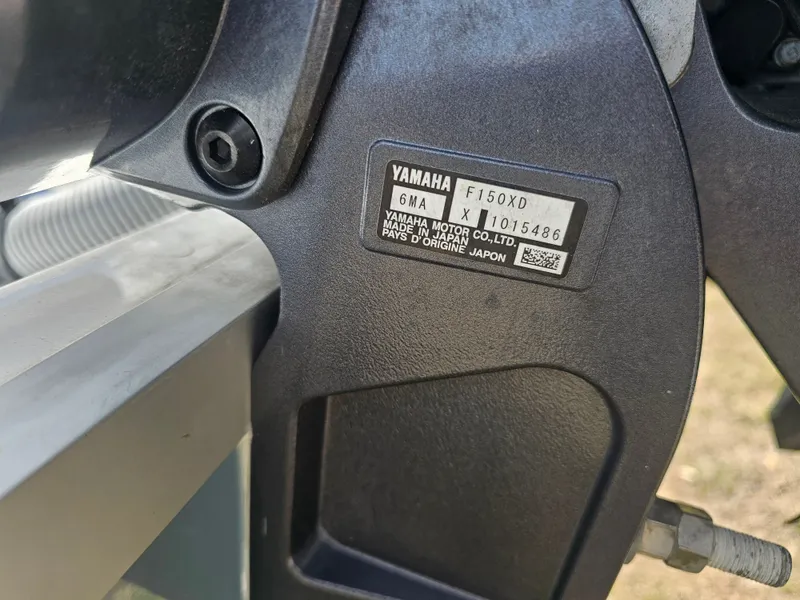 YAMAHA F150XD
6MA X 1015486
YAMAHA MOTOR CO.,LTD.
MADE IN JAPAN
PAYS D'ORIGINE JAPON